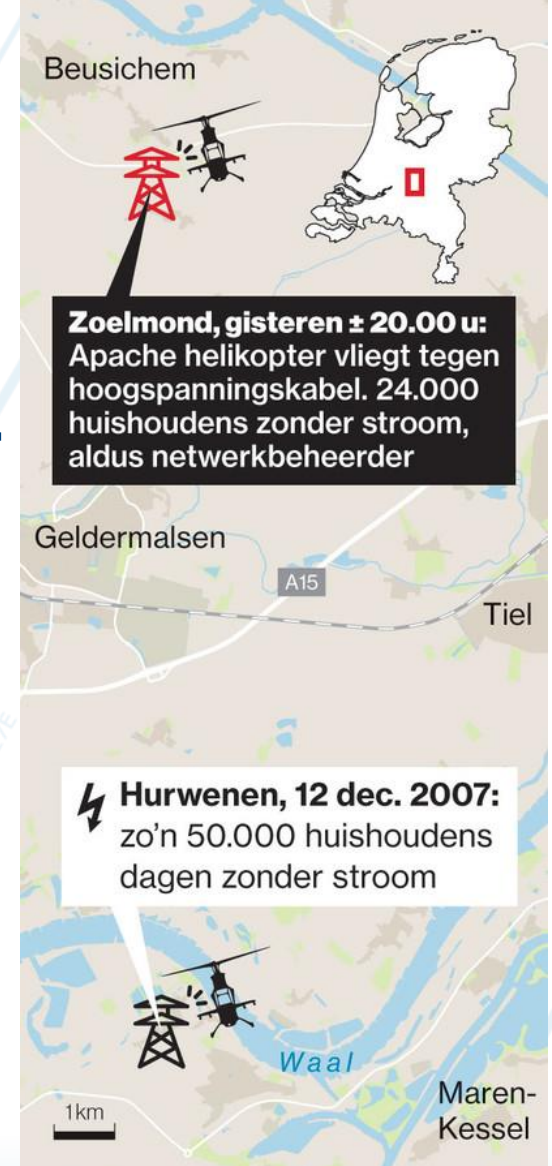 Beusichem
Zoelmond, gisteren ± 20.00 u:
Apache helikopter vliegt tegen
hoogspanningskabel. 24.000
huishoudens zonder stroom,
aldus netwerkbeheerder
Geldermalsen
A15
Tiel
Hurwenen, 12 dec. 2007:
zo'n 50.000 huishoudens
dagen zonder stroom
Waal
Maren-
Kessel
1km